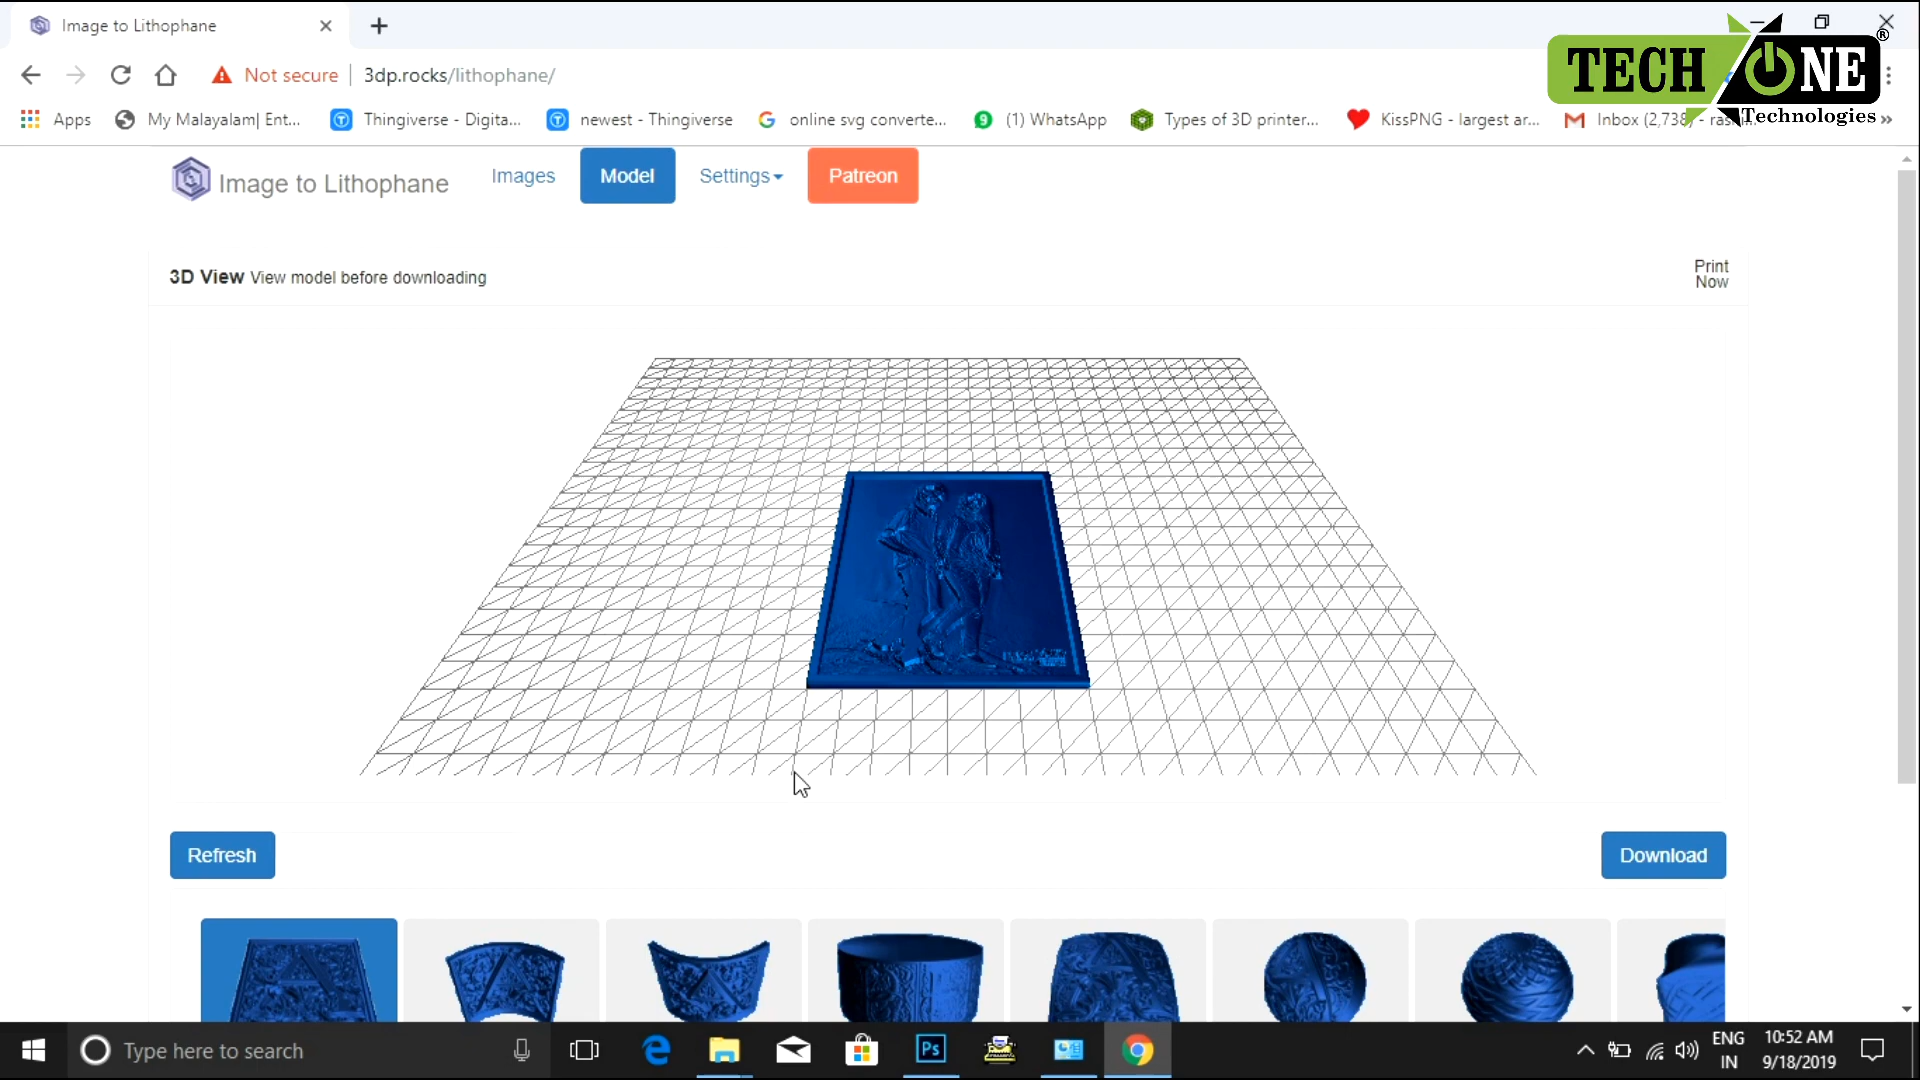 Image to Lithophane
TECH ZONE
®
Technologies
Not secure
3dp.rocks/lithophane/
Apps
My Malayalam| Ent...
Thingiverse - Digita...
newest - Thingiverse
online svg converte...
9
(1) WhatsApp
Types of 3D printer...
KissPNG - largest ar...
Inbox (2,738)
Image to Lithophane
Images
Model
Settings
Patreon
3D View View model before downloading
Print
Now
Refresh
Download
Type here to search
Ps
ENG
IN
10:52 AM
9/18/2019